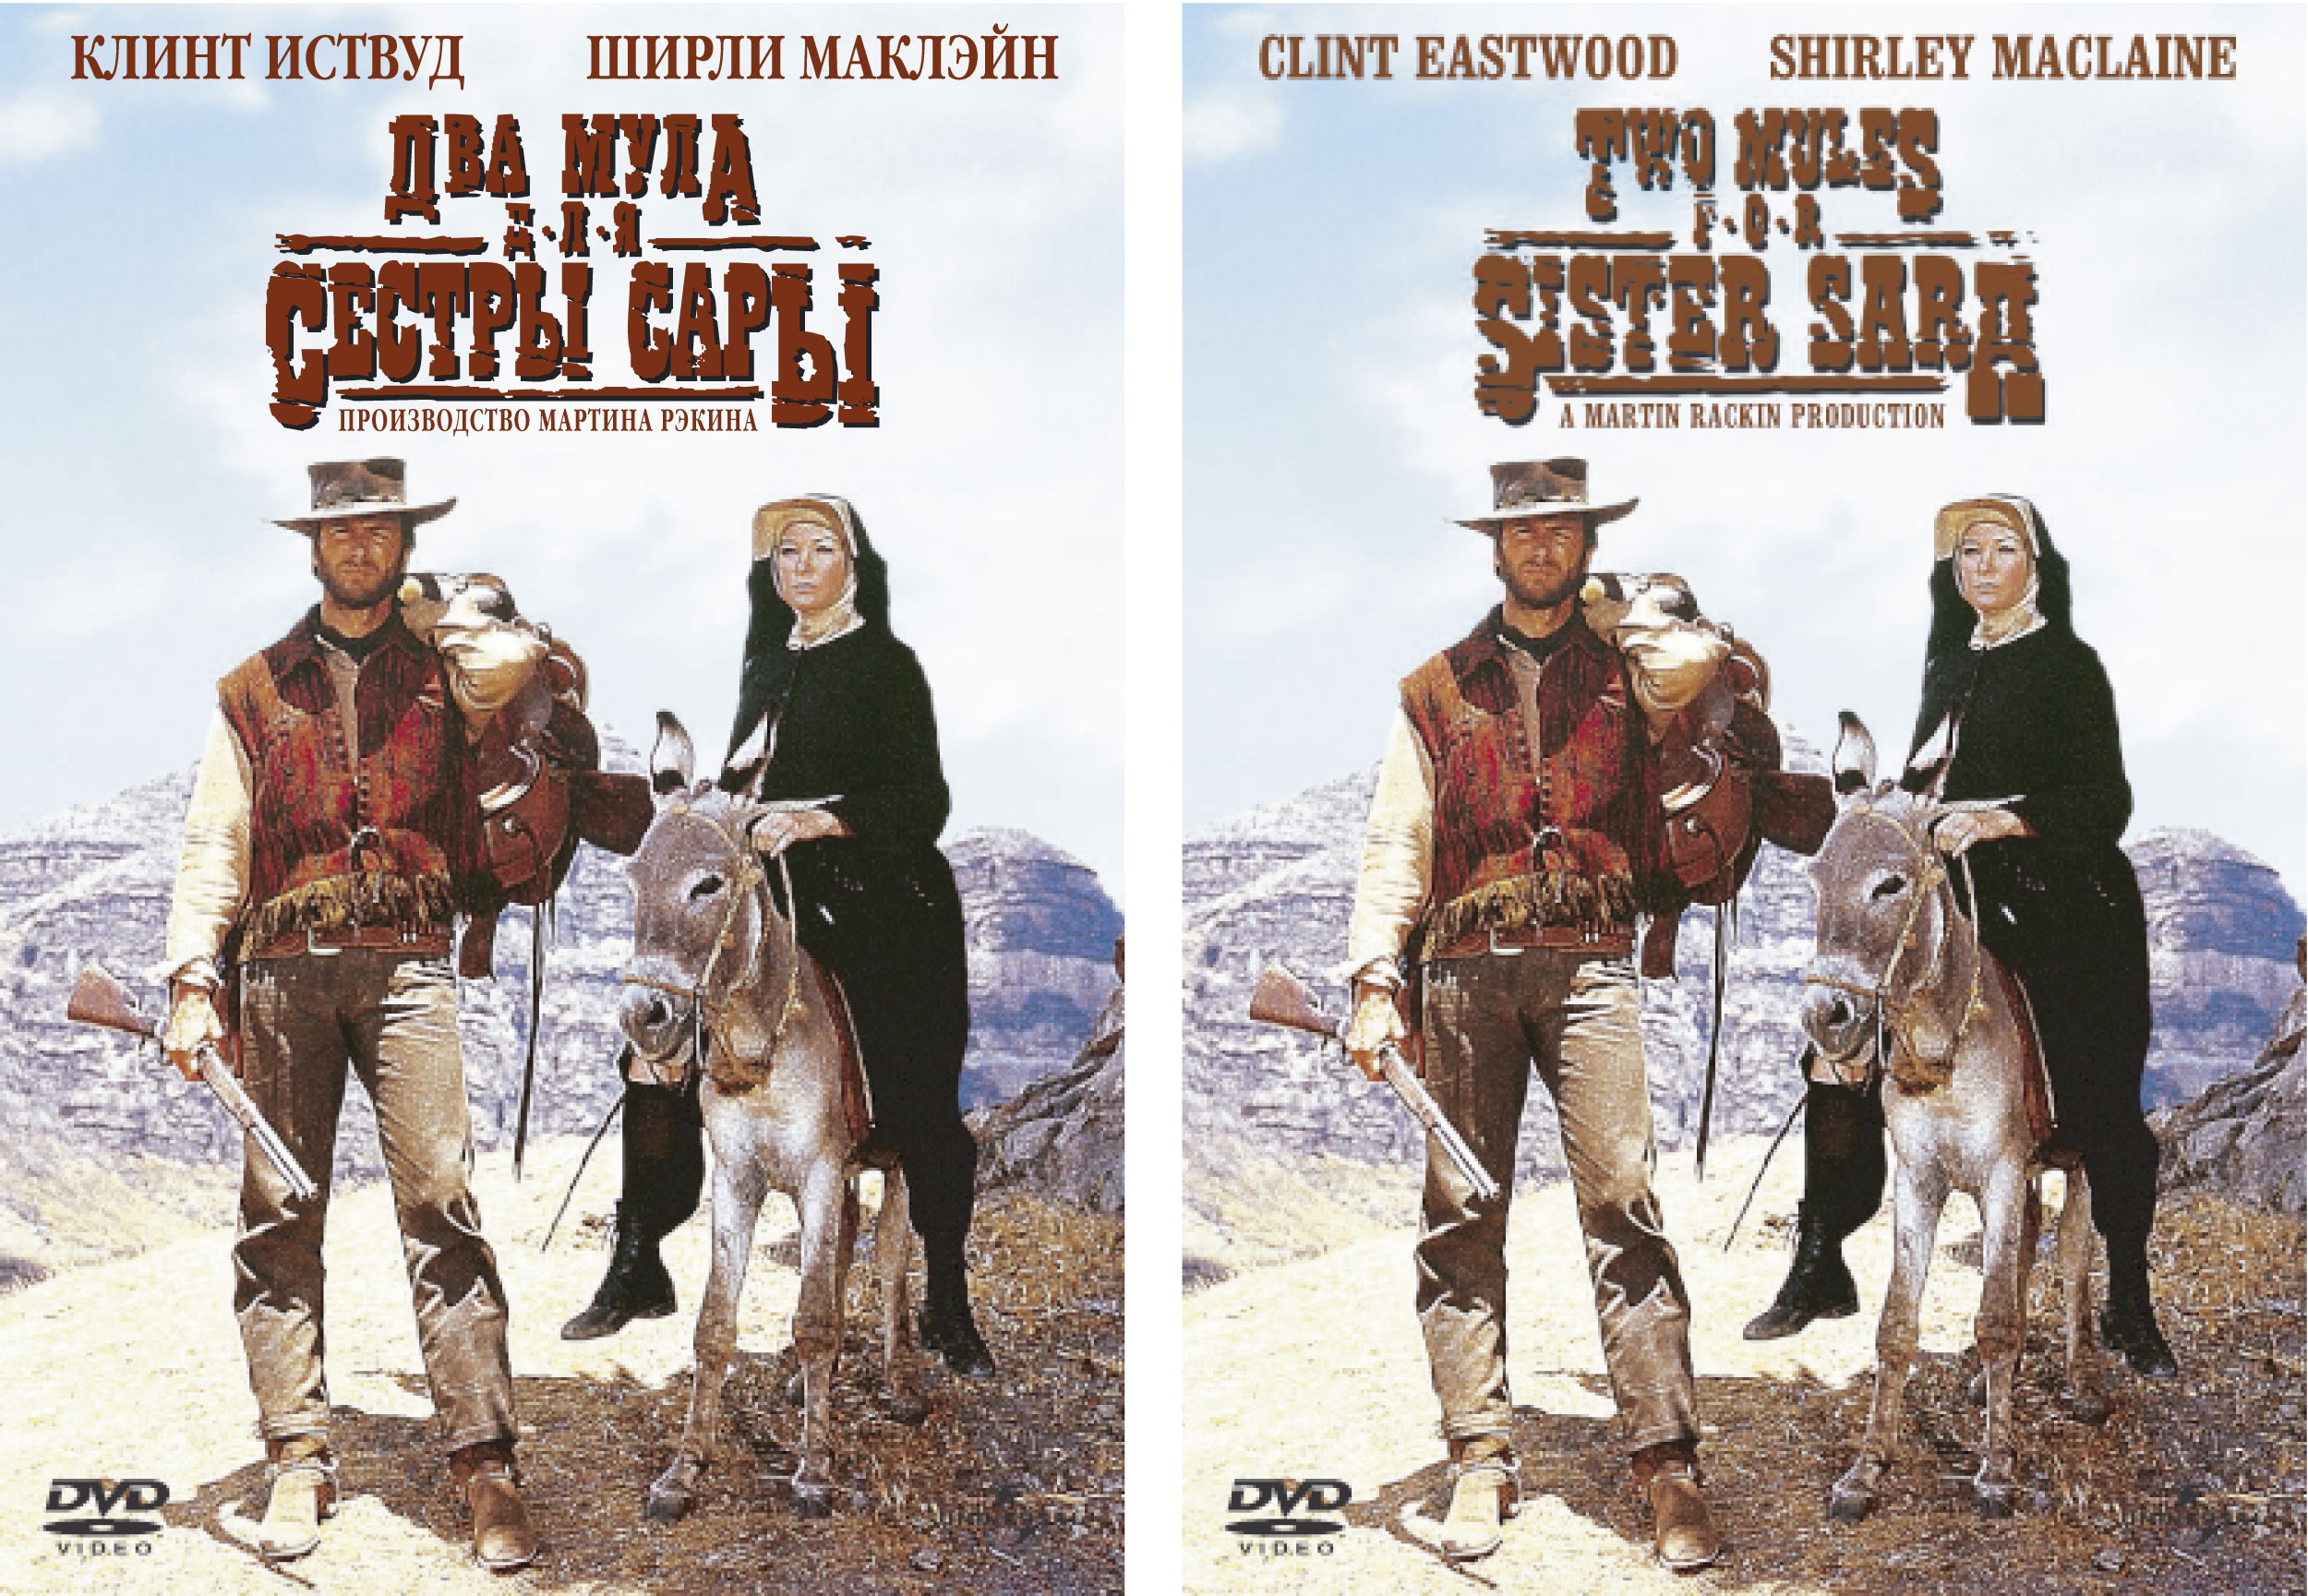 КЛИНТ ИСТВУД ШИРЛИ МАКЛЭЙН
ДВА МУЛА
Д·Л·Я
СЕСТРЫ САРЫ
ПРОИЗВОДСТВО МАРТИНА РЭКИНА
DVD
VIDEO
CLINT EASTWOOD SHIRLEY MACLAINE
TWO MULES
F·O·R
SISTER SARA
A MARTIN RACKIN PRODUCTION
DVD
VIDEO